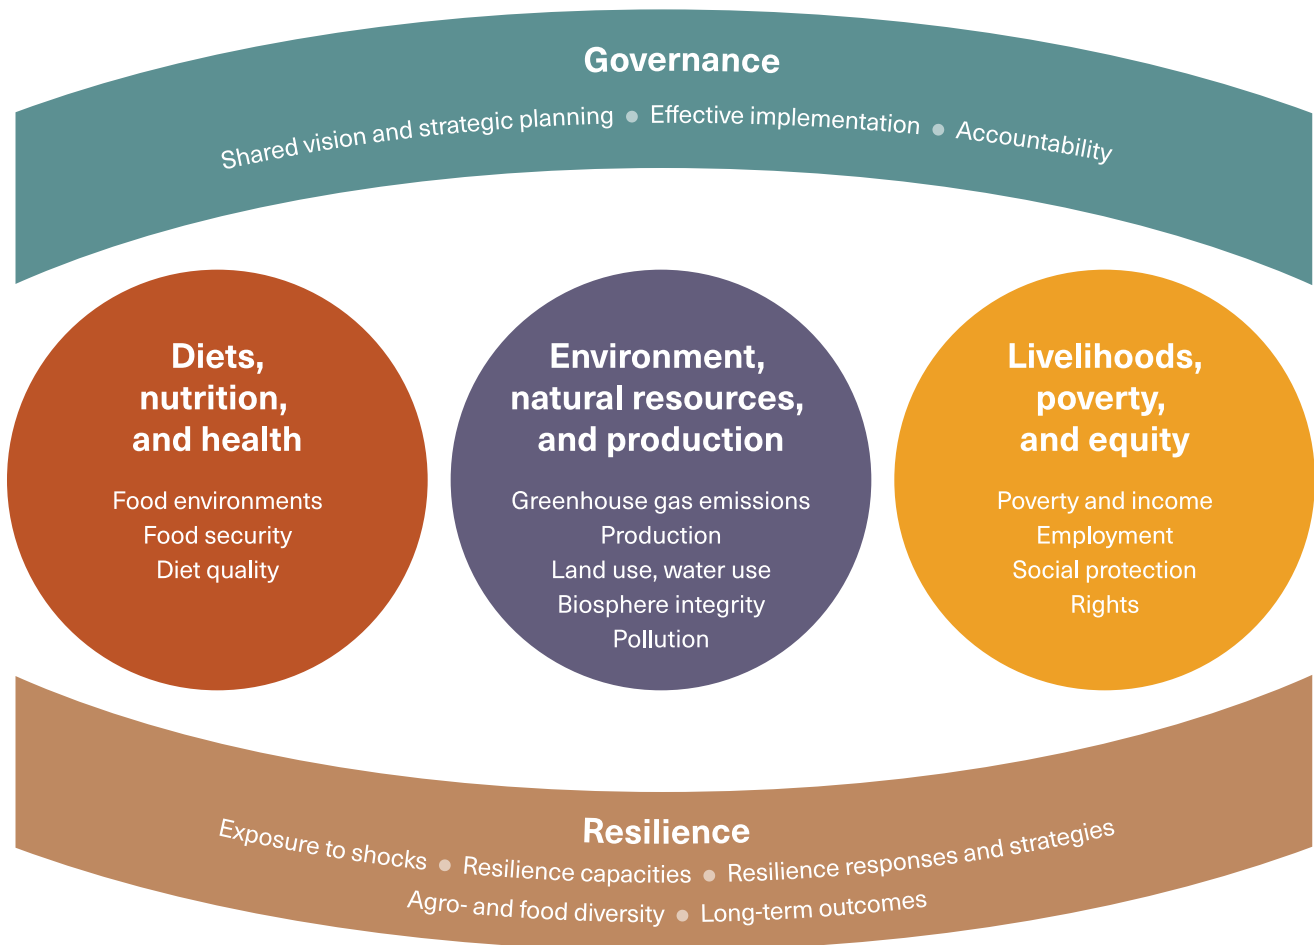 Governance
Shared vision and strategic planning • Effective implementation • Accountability
Diets,
nutrition,
and health
Food environments
Food security
Diet quality
Environment,
natural resources,
and production
Greenhouse gas emissions
Production
Land use, water use
Biosphere integrity
Pollution
Livelihoods,
poverty,
and equity
Poverty and income
Employment
Social protection
Rights
Resilience
Exposure to shocks • Resilience capacities • Resilience responses and strategies
Agro- and food diversity • Long-term outcomes